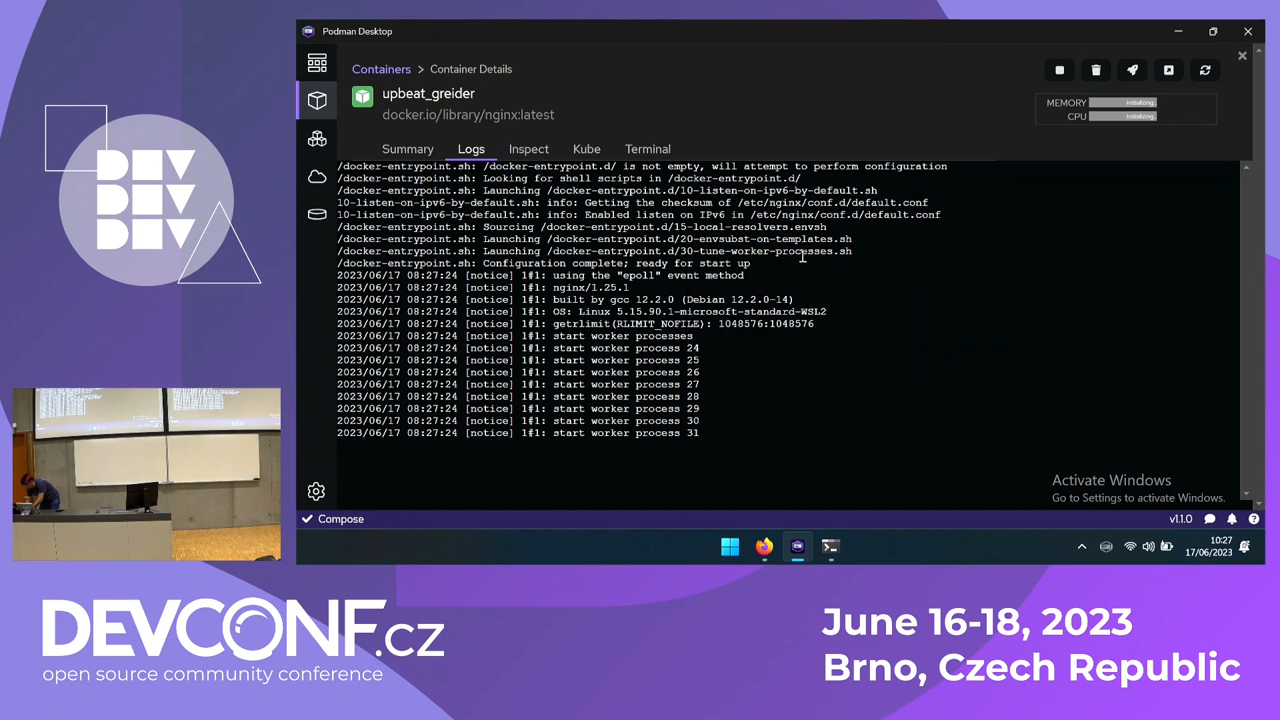 Podman Desktop
Containers > Container Details
upbeat_greider
docker.io/library/nginx:latest
MEMORY Initializing.
CPU Initializing.
Summary Logs Inspect Kube Terminal
/docker-entrypoint.sh: /docker-entrypoint.d/ is not empty, will attempt to perform configuration
/docker-entrypoint.sh: Looking for shell scripts in /docker-entrypoint.d/
/docker-entrypoint.sh: Launching /docker-entrypoint.d/10-listen-on-ipv6-by-default.sh
10-listen-on-ipv6-by-default.sh: info: Getting the checksum of /etc/nginx/conf.d/default.conf
10-listen-on-ipv6-by-default.sh: info: Enabled listen on IPv6 in /etc/nginx/conf.d/default.conf
/docker-entrypoint.sh: Sourcing /docker-entrypoint.d/15-local-resolvers.envsh
/docker-entrypoint.sh: Launching /docker-entrypoint.d/20-envsubst-on-templates.sh
/docker-entrypoint.sh: Launching /docker-entrypoint.d/30-tune-worker-processes.sh
/docker-entrypoint.sh: Configuration complete; ready for start up
2023/06/17 08:27:24 [notice] 1#1: using the "epoll" event method
2023/06/17 08:27:24 [notice] 1#1: nginx/1.25.1
2023/06/17 08:27:24 [notice] 1#1: built by gcc 12.2.0 (Debian 12.2.0-14)
2023/06/17 08:27:24 [notice] 1#1: OS: Linux 5.15.90.1-microsoft-standard-WSL2
2023/06/17 08:27:24 [notice] 1#1: getrlimit(RLIMIT_NOFILE): 1048576:1048576
2023/06/17 08:27:24 [notice] 1#1: start worker processes
2023/06/17 08:27:24 [notice] 1#1: start worker process 24
2023/06/17 08:27:24 [notice] 1#1: start worker process 25
2023/06/17 08:27:24 [notice] 1#1: start worker process 26
2023/06/17 08:27:24 [notice] 1#1: start worker process 27
2023/06/17 08:27:24 [notice] 1#1: start worker process 28
2023/06/17 08:27:24 [notice] 1#1: start worker process 29
2023/06/17 08:27:24 [notice] 1#1: start worker process 30
2023/06/17 08:27:24 [notice] 1#1: start worker process 31
Activate Windows
Go to Settings to activate Windows.
Compose
v1.1.0
10:27
17/06/2023
DEV
DEV
DEV
DEVCONF.cz
open source community conference
June 16-18, 2023
Brno, Czech Republic